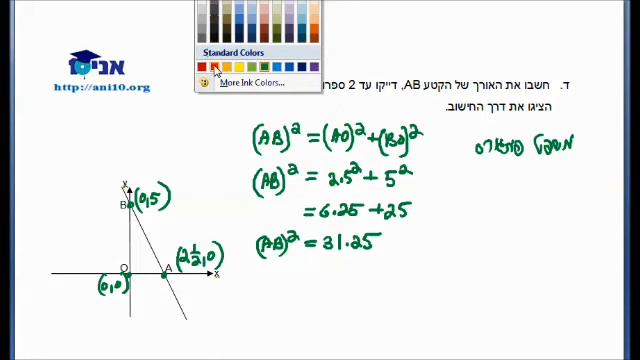 Standard Colors
More Ink Colors...
אניסן
http://ani10.org
ד. חשבו את האורך של הקטע AB, דייקו עד 2 ספרו
הציגו את דרך החישוב.
משפט פיתגורס
(AB)² = (AO)² + (BO)²
(AB)² = 2.5² + 5²
= 6.25 + 25
(AB)² = 31.25
Y
B (0,5)
(2½,0)
O A x
(0,0)